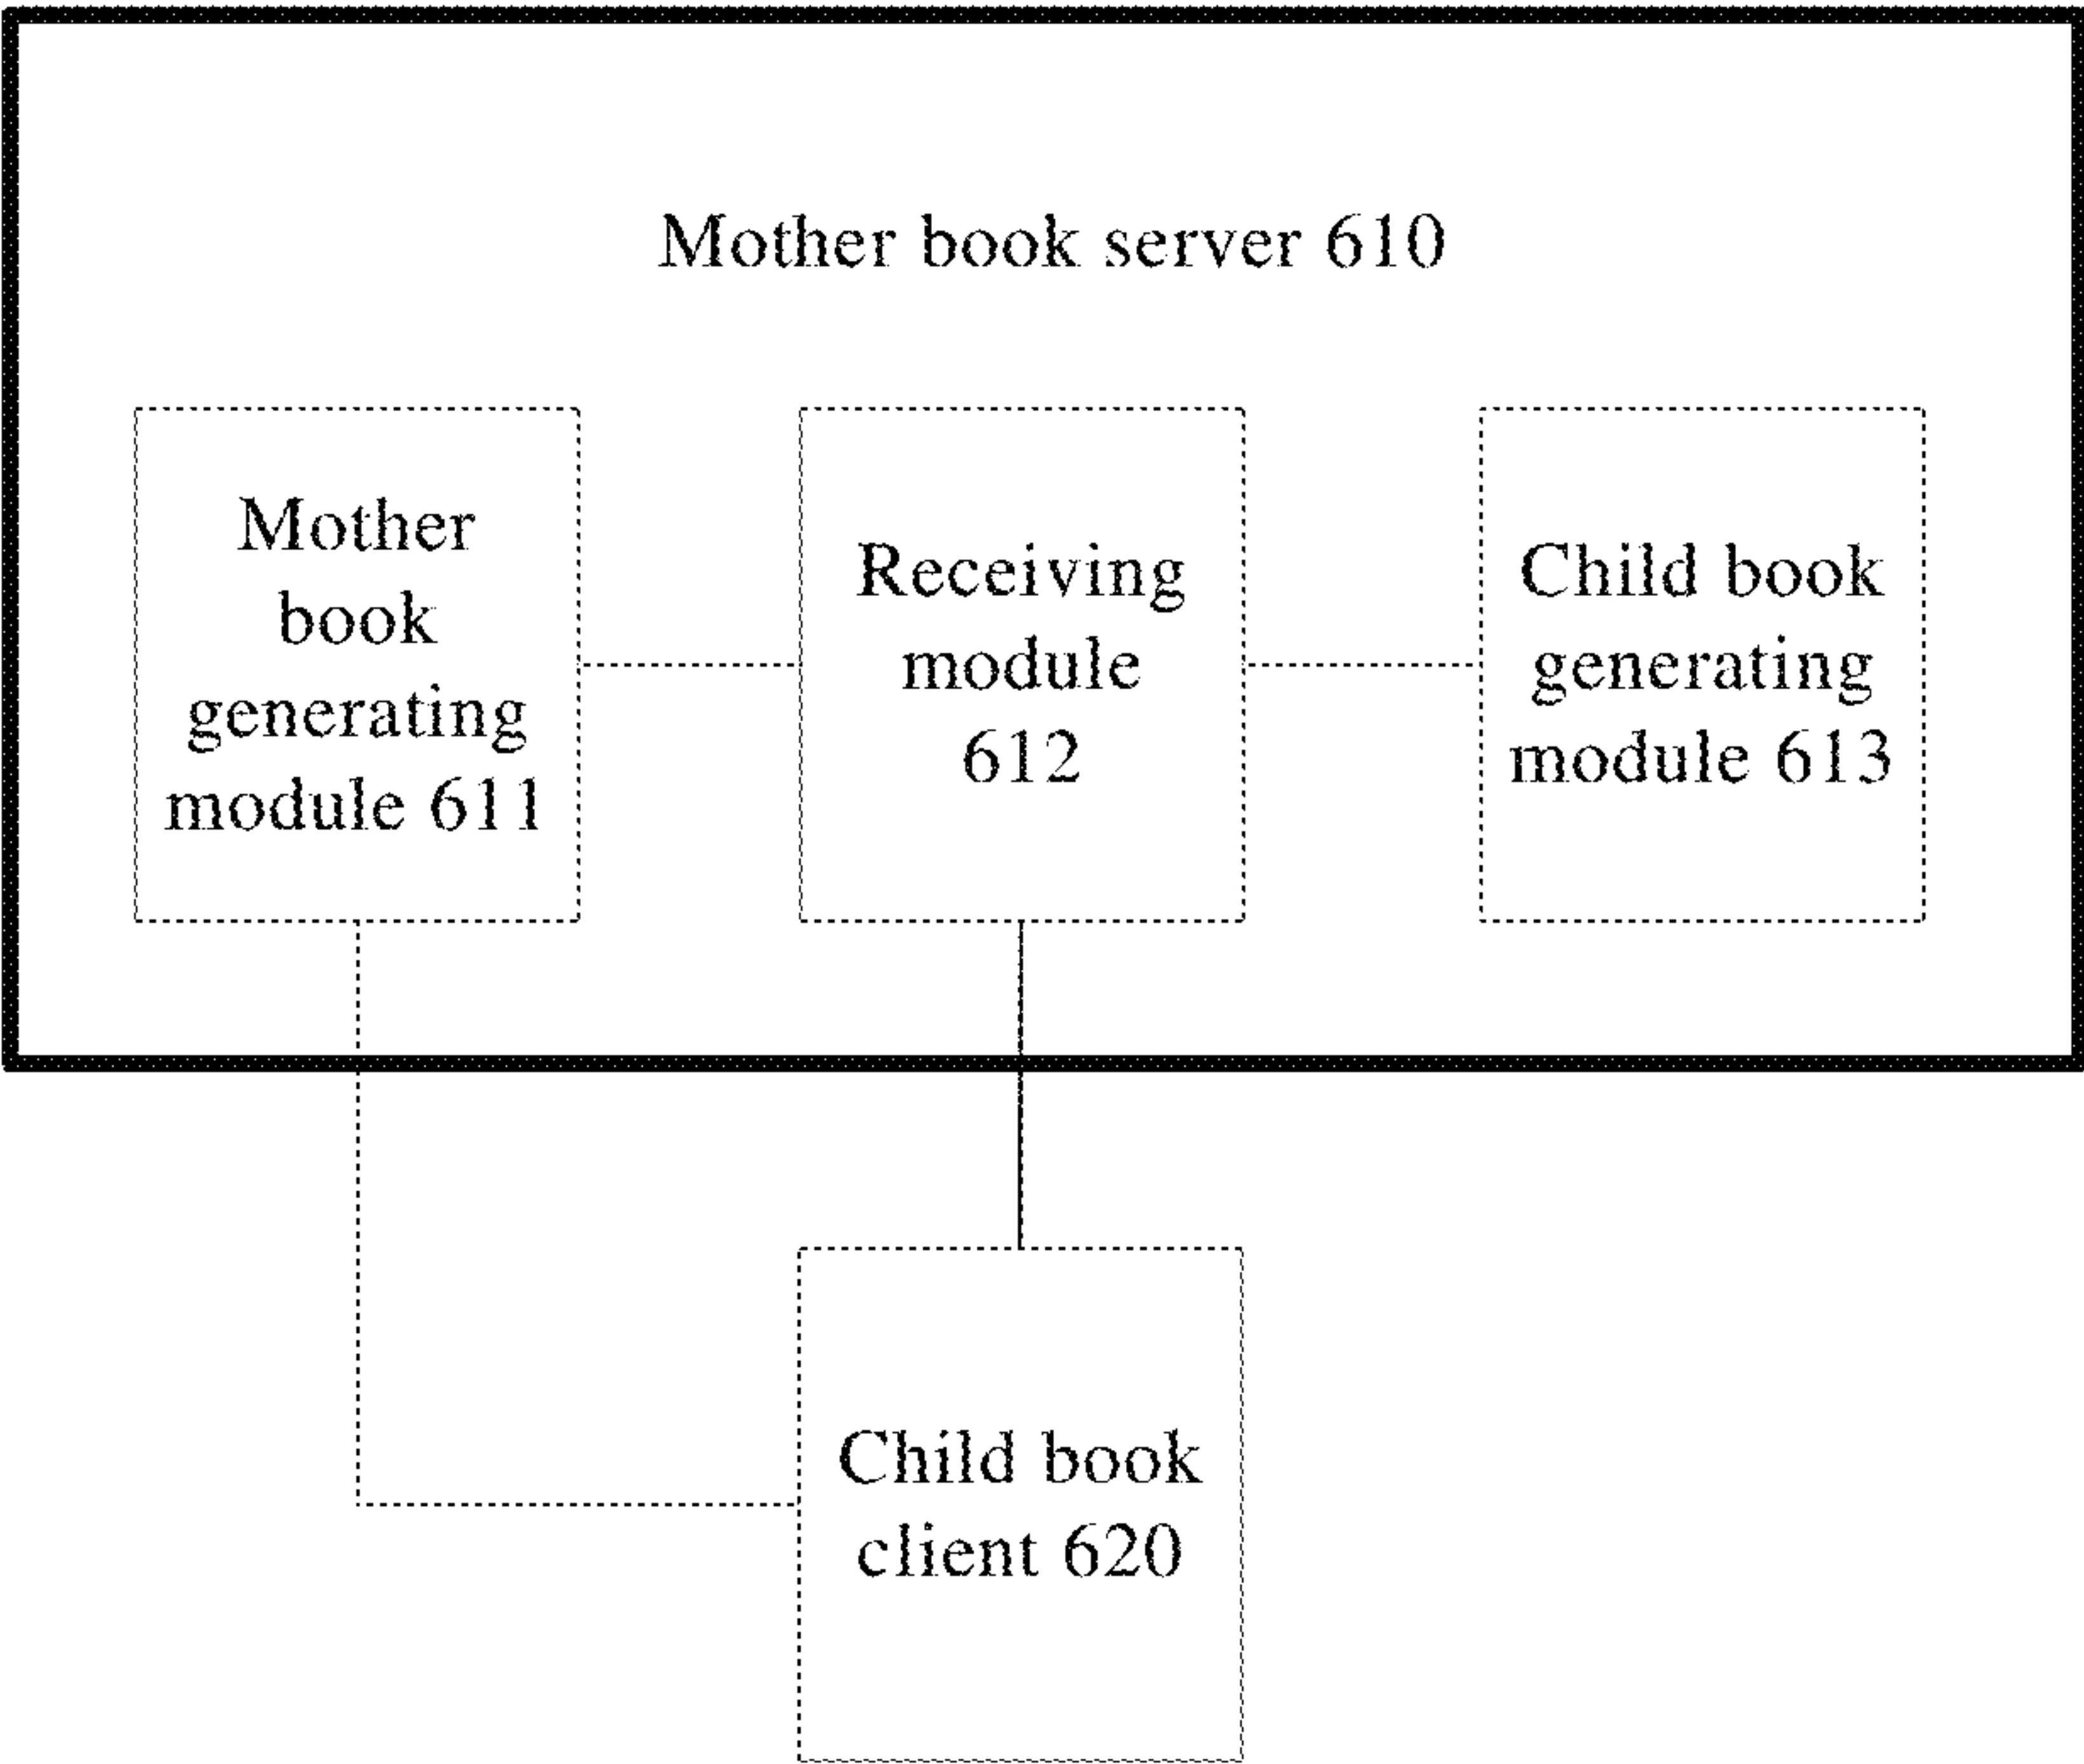 Mother book server 610
Mother
book
generating
module 611
Receiving
module
612
Child book
generating
module 613
Child book
client 620